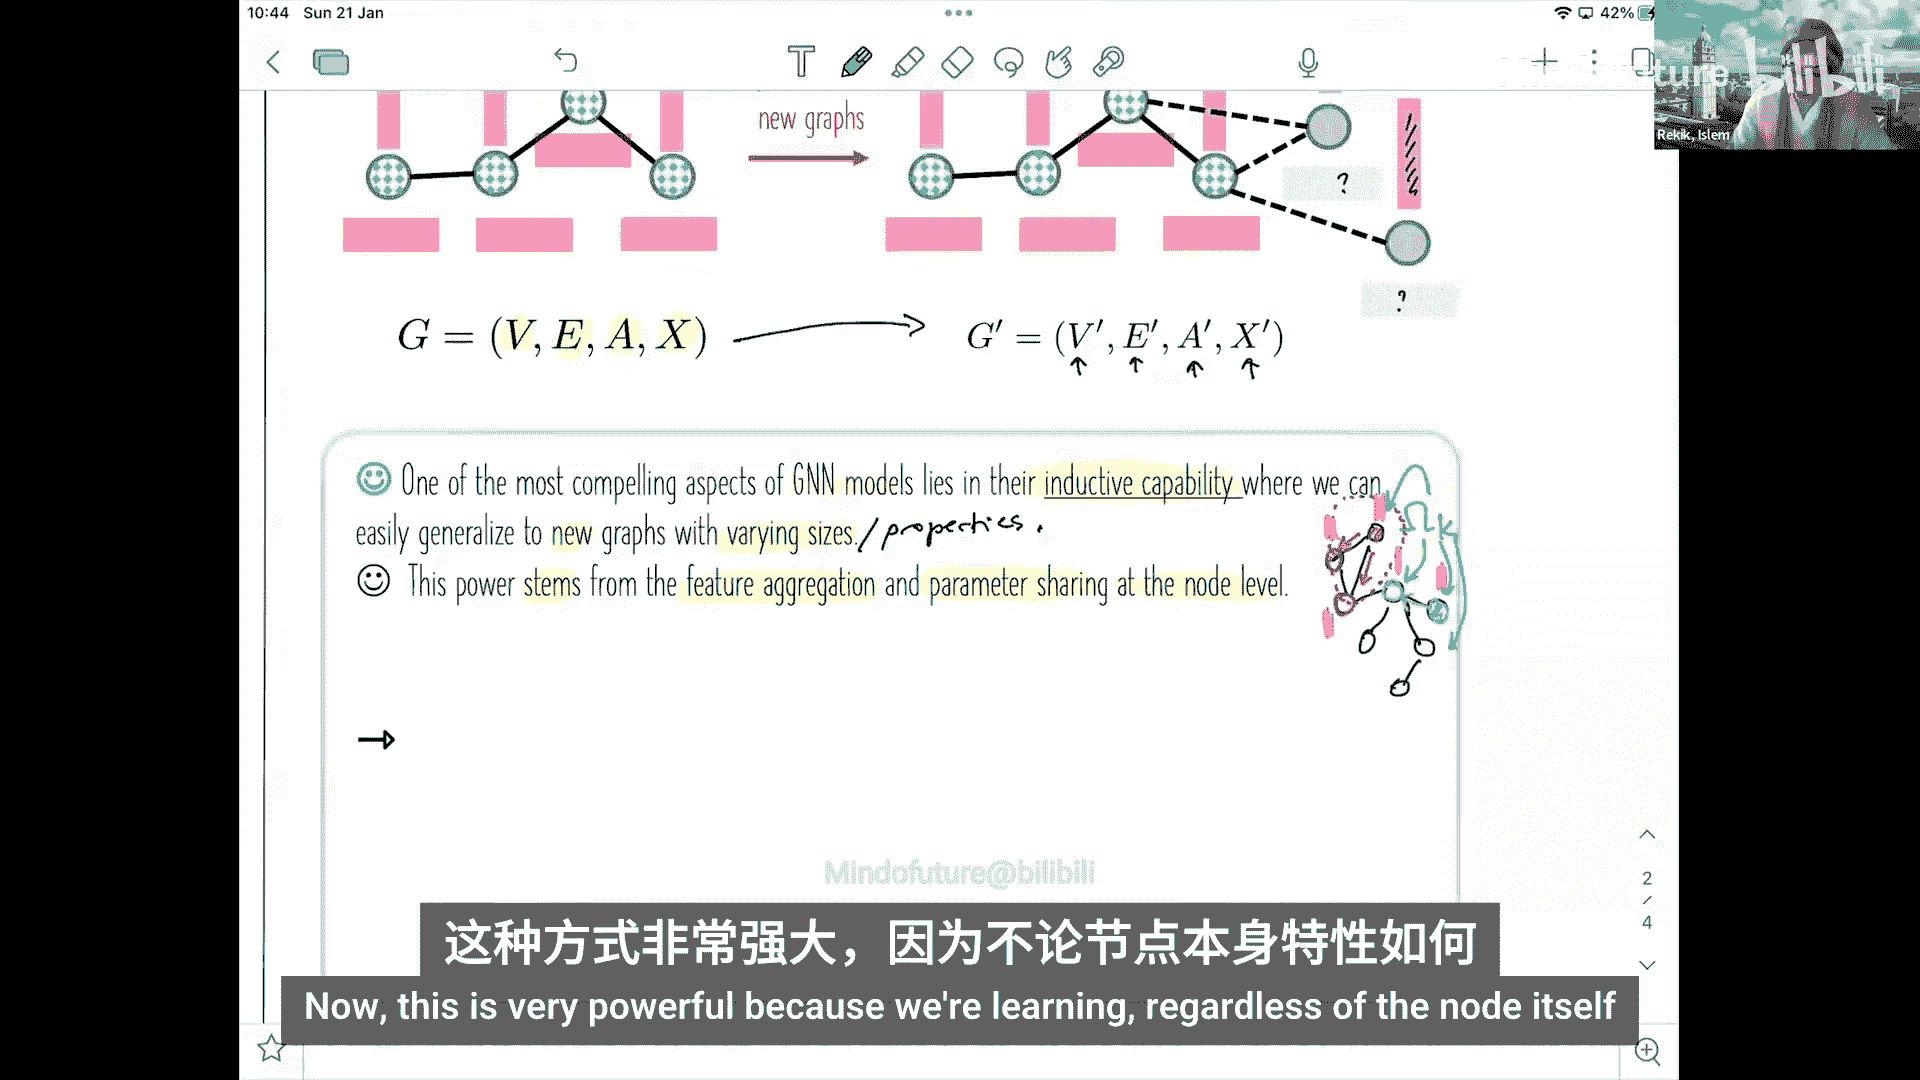 10:44 Sun 21 Jan
42%
ture bilibili
Rekik, Islem
new graphs
?
?
G = (V, E, A, X)
G′ = (V′, E′, A′, X′)
One of the most compelling aspects of GNN models lies in their inductive capability where we can
easily generalize to new graphs with varying sizes. / properties.
This power stems from the feature aggregation and parameter sharing at the node level.
2
4
Mindofuture@bilibili
这种方式非常强大，因为不论节点本身特性如何
Now, this is very powerful because we're learning, regardless of the node itself